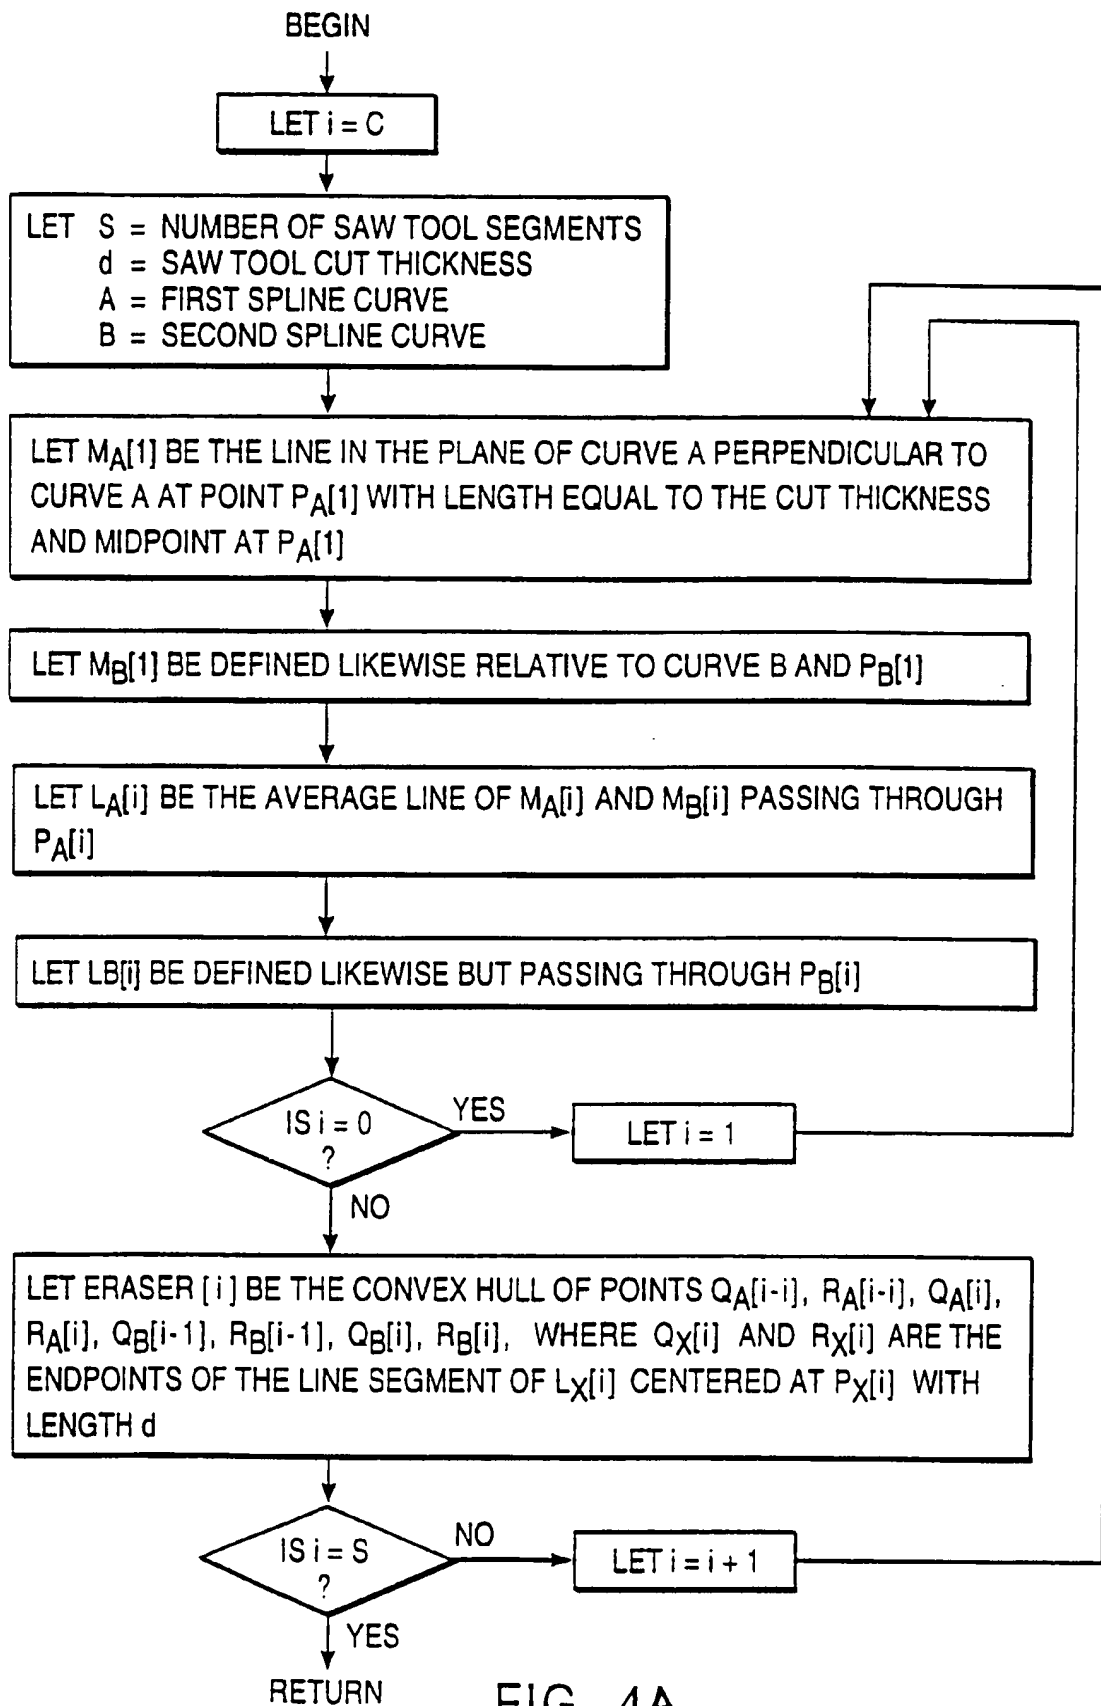 BEGIN
LET i = C
LET S = NUMBER OF SAW TOOL SEGMENTS
d = SAW TOOL CUT THICKNESS
A = FIRST SPLINE CURVE
B = SECOND SPLINE CURVE
LET MA[1] BE THE LINE IN THE PLANE OF CURVE A PERPENDICULAR TO
CURVE A AT POINT PA[1] WITH LENGTH EQUAL TO THE CUT THICKNESS
AND MIDPOINT AT PA[1]
LET MB[1] BE DEFINED LIKEWISE RELATIVE TO CURVE B AND PB[1]
LET LA[i] BE THE AVERAGE LINE OF MA[i] AND MB[i] PASSING THROUGH
PA[i]
LET LB[i] BE DEFINED LIKEWISE BUT PASSING THROUGH PB[i]
IS i = 0
?
YES
LET i = 1
NO
LET ERASER [ i ] BE THE CONVEX HULL OF POINTS QA[i-i], RA[i-i], QA[i],
RA[i], QB[i-1], RB[i-1], QB[i], RB[i], WHERE QX[i] AND RX[i] ARE THE
ENDPOINTS OF THE LINE SEGMENT OF LX[i] CENTERED AT PX[i] WITH
LENGTH d
IS i = S
?
NO
LET i = i + 1
YES
RETURN
FIG. 4A